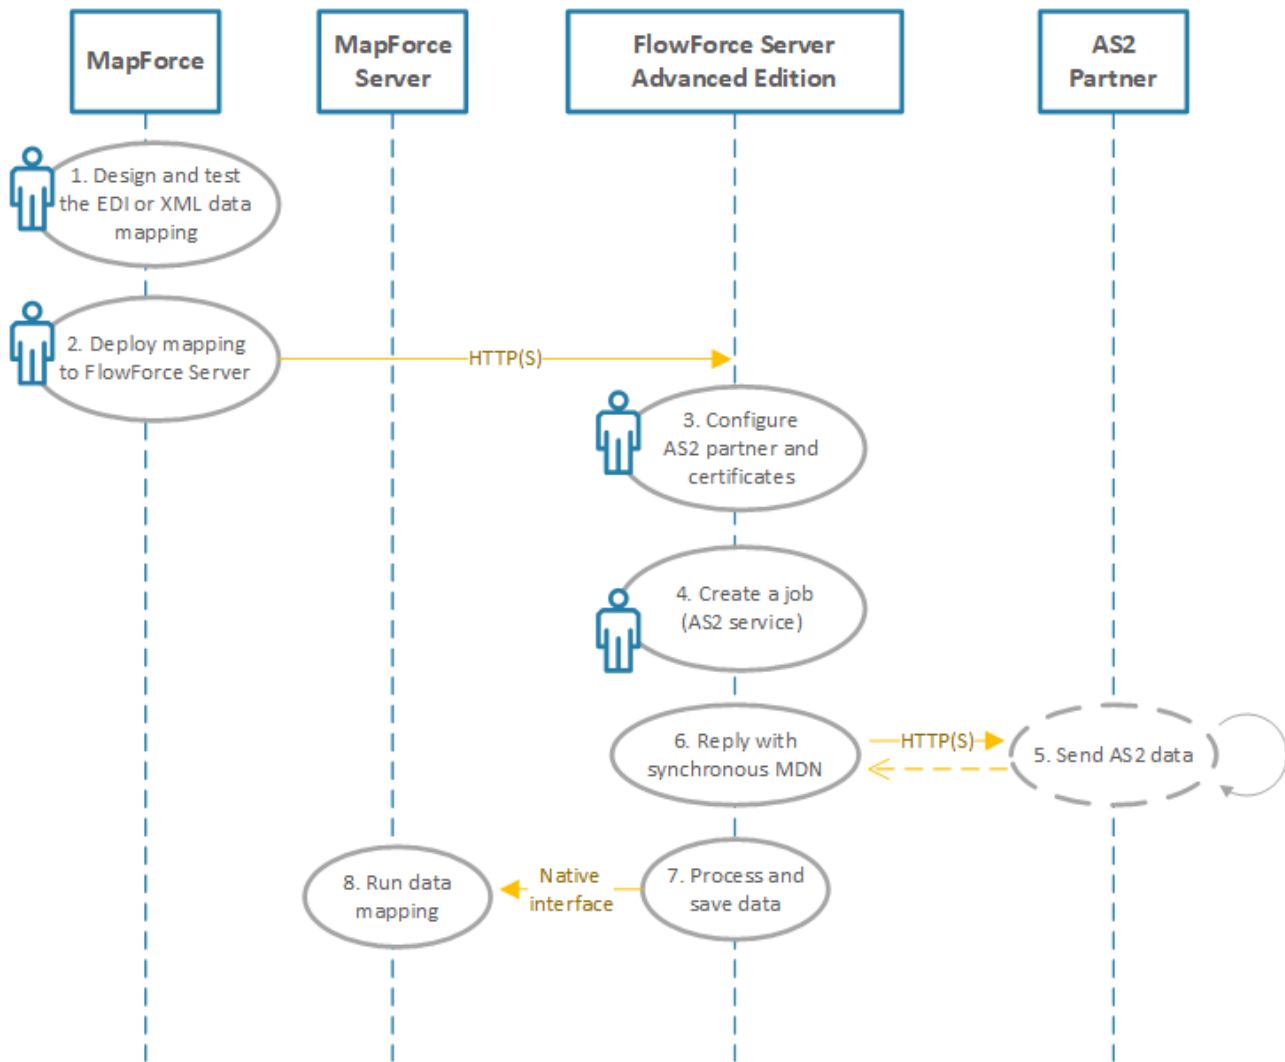 MapForce
MapForce
Server
FlowForce Server
Advanced Edition
AS2
Partner
1. Design and test
the EDI or XML data
mapping
2. Deploy mapping
to FlowForce Server
HTTP(S)
3. Configure
AS2 partner and
certificates
4. Create a job
(AS2 service)
6. Reply with
synchronous MDN
HTTP(S)
5. Send AS2 data
8. Run data
mapping
Native
interface
7. Process and
save data